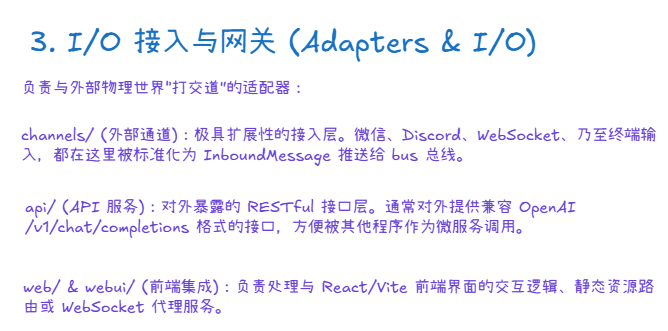 3. I/O 接入与网关 (Adapters & I/O)
负责与外部物理世界"打交道"的适配器：
channels/ (外部通道)：极具扩展性的接入层。微信、Discord、WebSocket、乃至终端输
入，都在这里被标准化为 InboundMessage 推送给 bus 总线。
api/ (API 服务)：对外暴露的 RESTful 接口层。通常对外提供兼容 OpenAI
/v1/chat/completions 格式的接口，方便被其他程序作为微服务调用。
web/ & webui/ (前端集成)：负责处理与 React/Vite 前端界面的交互逻辑、静态资源路
由或 WebSocket 代理服务。